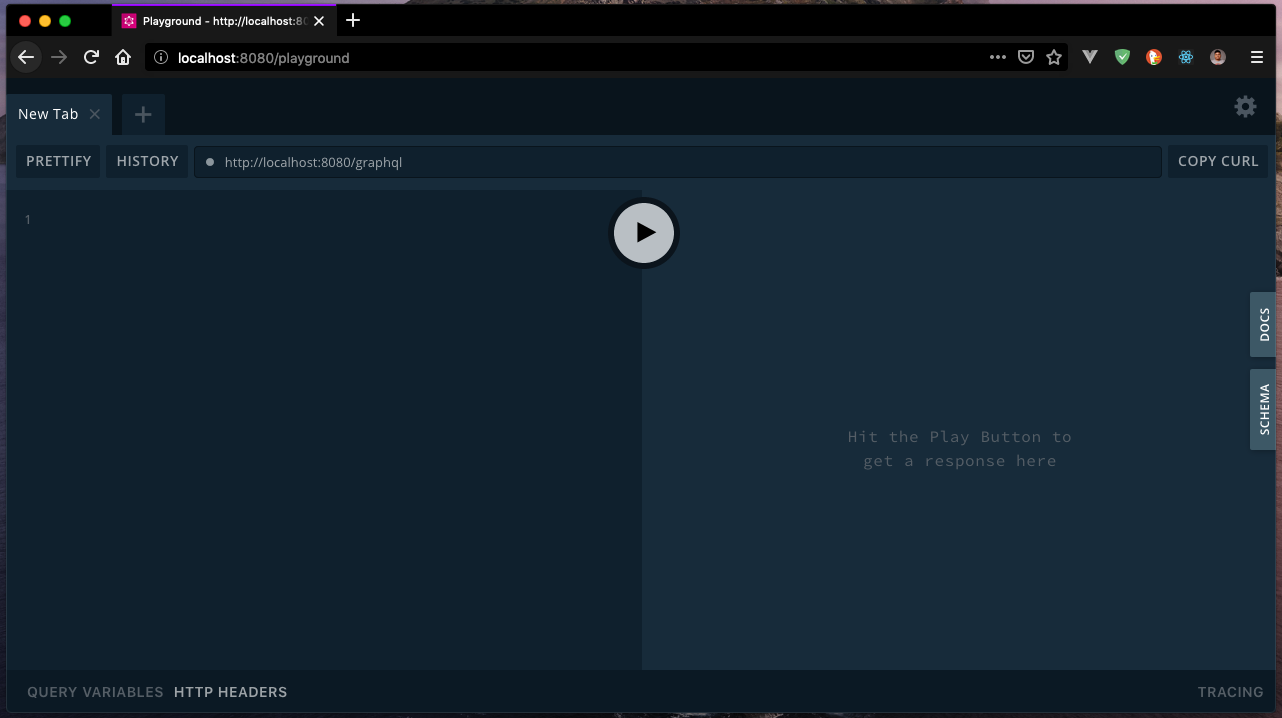 Playground - http://localhost:80
localhost:8080/playground
New Tab
PRETTIFY
HISTORY
http://localhost:8080/graphql
COPY CURL
1
DOCS
SCHEMA
Hit the Play Button to
get a response here
QUERY VARIABLES
HTTP HEADERS
TRACING